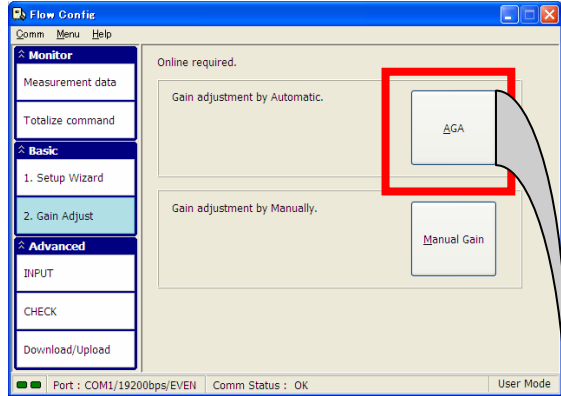 Flow Config
Comm Menu Help
Monitor
Measurement data
Totalize command
Basic
1. Setup Wizard
2. Gain Adjust
Advanced
INPUT
CHECK
Download/Upload
Online required.
Gain adjustment by Automatic.
AGA
Gain adjustment by Manually.
Manual Gain
Port : COM1/19200bps/EVEN Comm Status : OK User Mode